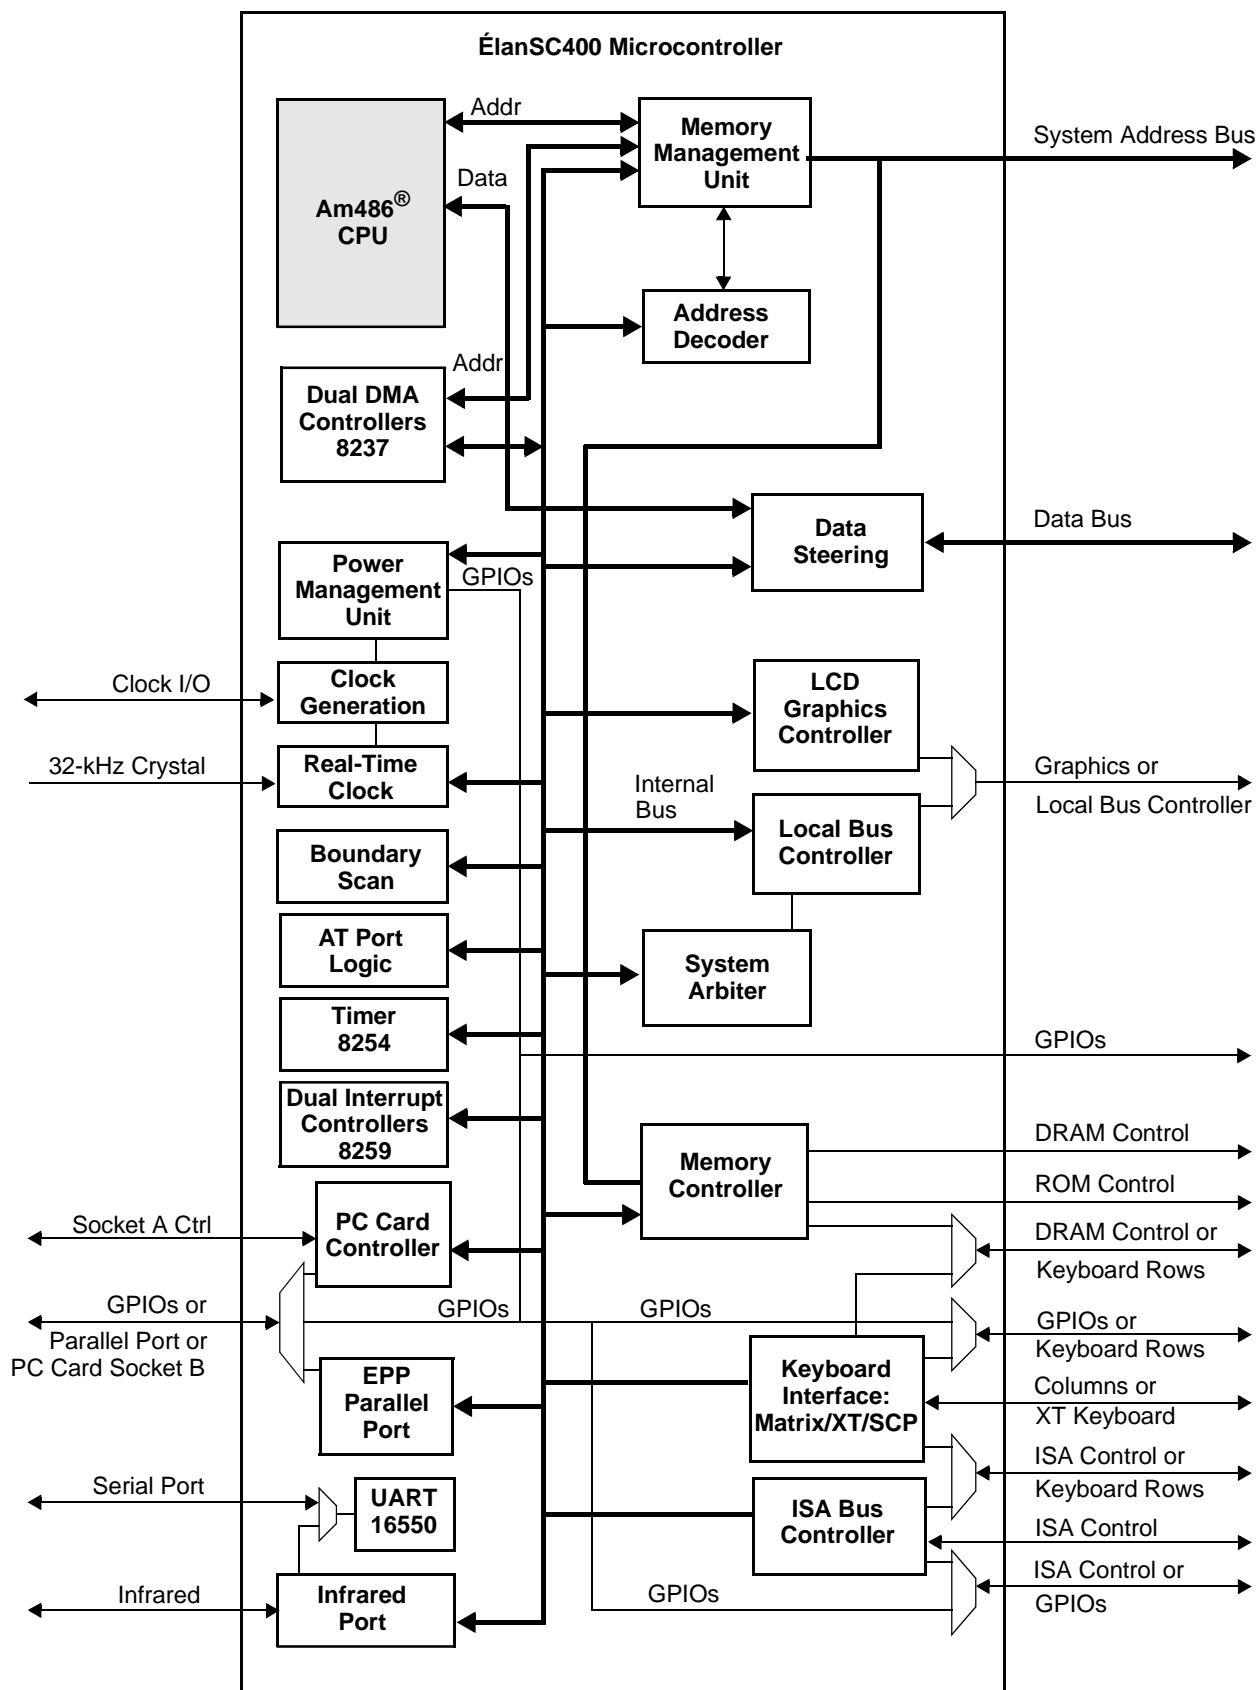 ÉlanSC400 Microcontroller
Addr
Memory
Management
Unit
System Address Bus
Data
Am486®
CPU
Address
Decoder
Addr
Dual DMA
Controllers
8237
Data
Steering
Data Bus
Power
Management
Unit
GPIOs
Clock I/O
Clock
Generation
LCD
Graphics
Controller
32-kHz Crystal
Real-Time
Clock
Internal
Bus
Graphics or
Local Bus Controller
Local Bus
Controller
Boundary
Scan
AT Port
Logic
System
Arbiter
Timer
8254
GPIOs
Dual Interrupt
Controllers
8259
Memory
Controller
DRAM Control
ROM Control
Socket A Ctrl
PC Card
Controller
DRAM Control or
Keyboard Rows
GPIOs or
Parallel Port or
PC Card Socket B
GPIOs
GPIOs
GPIOs or
Keyboard Rows
EPP
Parallel
Port
Keyboard
Interface:
Matrix/XT/SCP
Columns or
XT Keyboard
ISA Control or
Keyboard Rows
Serial Port
UART
16550
ISA Bus
Controller
ISA Control
Infrared
Infrared
Port
GPIOs
ISA Control or
GPIOs